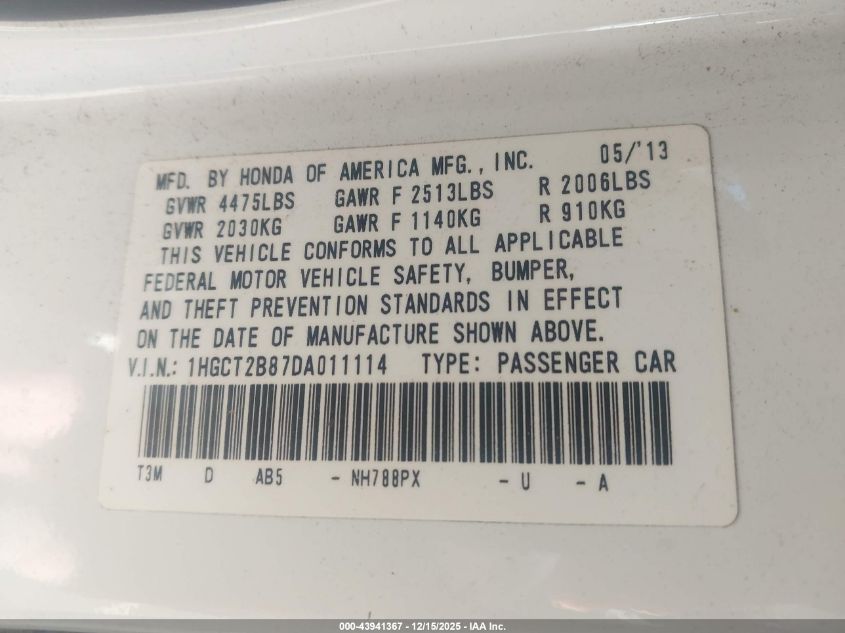 MFD. BY HONDA OF AMERICA MFG., INC. 05/'13
GVWR 4475LBS GAWR F 2513LBS R 2006LBS
GVWR 2030KG GAWR F 1140KG R 910KG
THIS VEHICLE CONFORMS TO ALL APPLICABLE
FEDERAL MOTOR VEHICLE SAFETY, BUMPER,
AND THEFT PREVENTION STANDARDS IN EFFECT
ON THE DATE OF MANUFACTURE SHOWN ABOVE.
V.I.N.: 1HGCT2B87DA011114 TYPE: PASSENGER CAR
T3M D AB5 - NH788PX - U - A
000-43941367 - 12/15/2025 - IAA Inc.